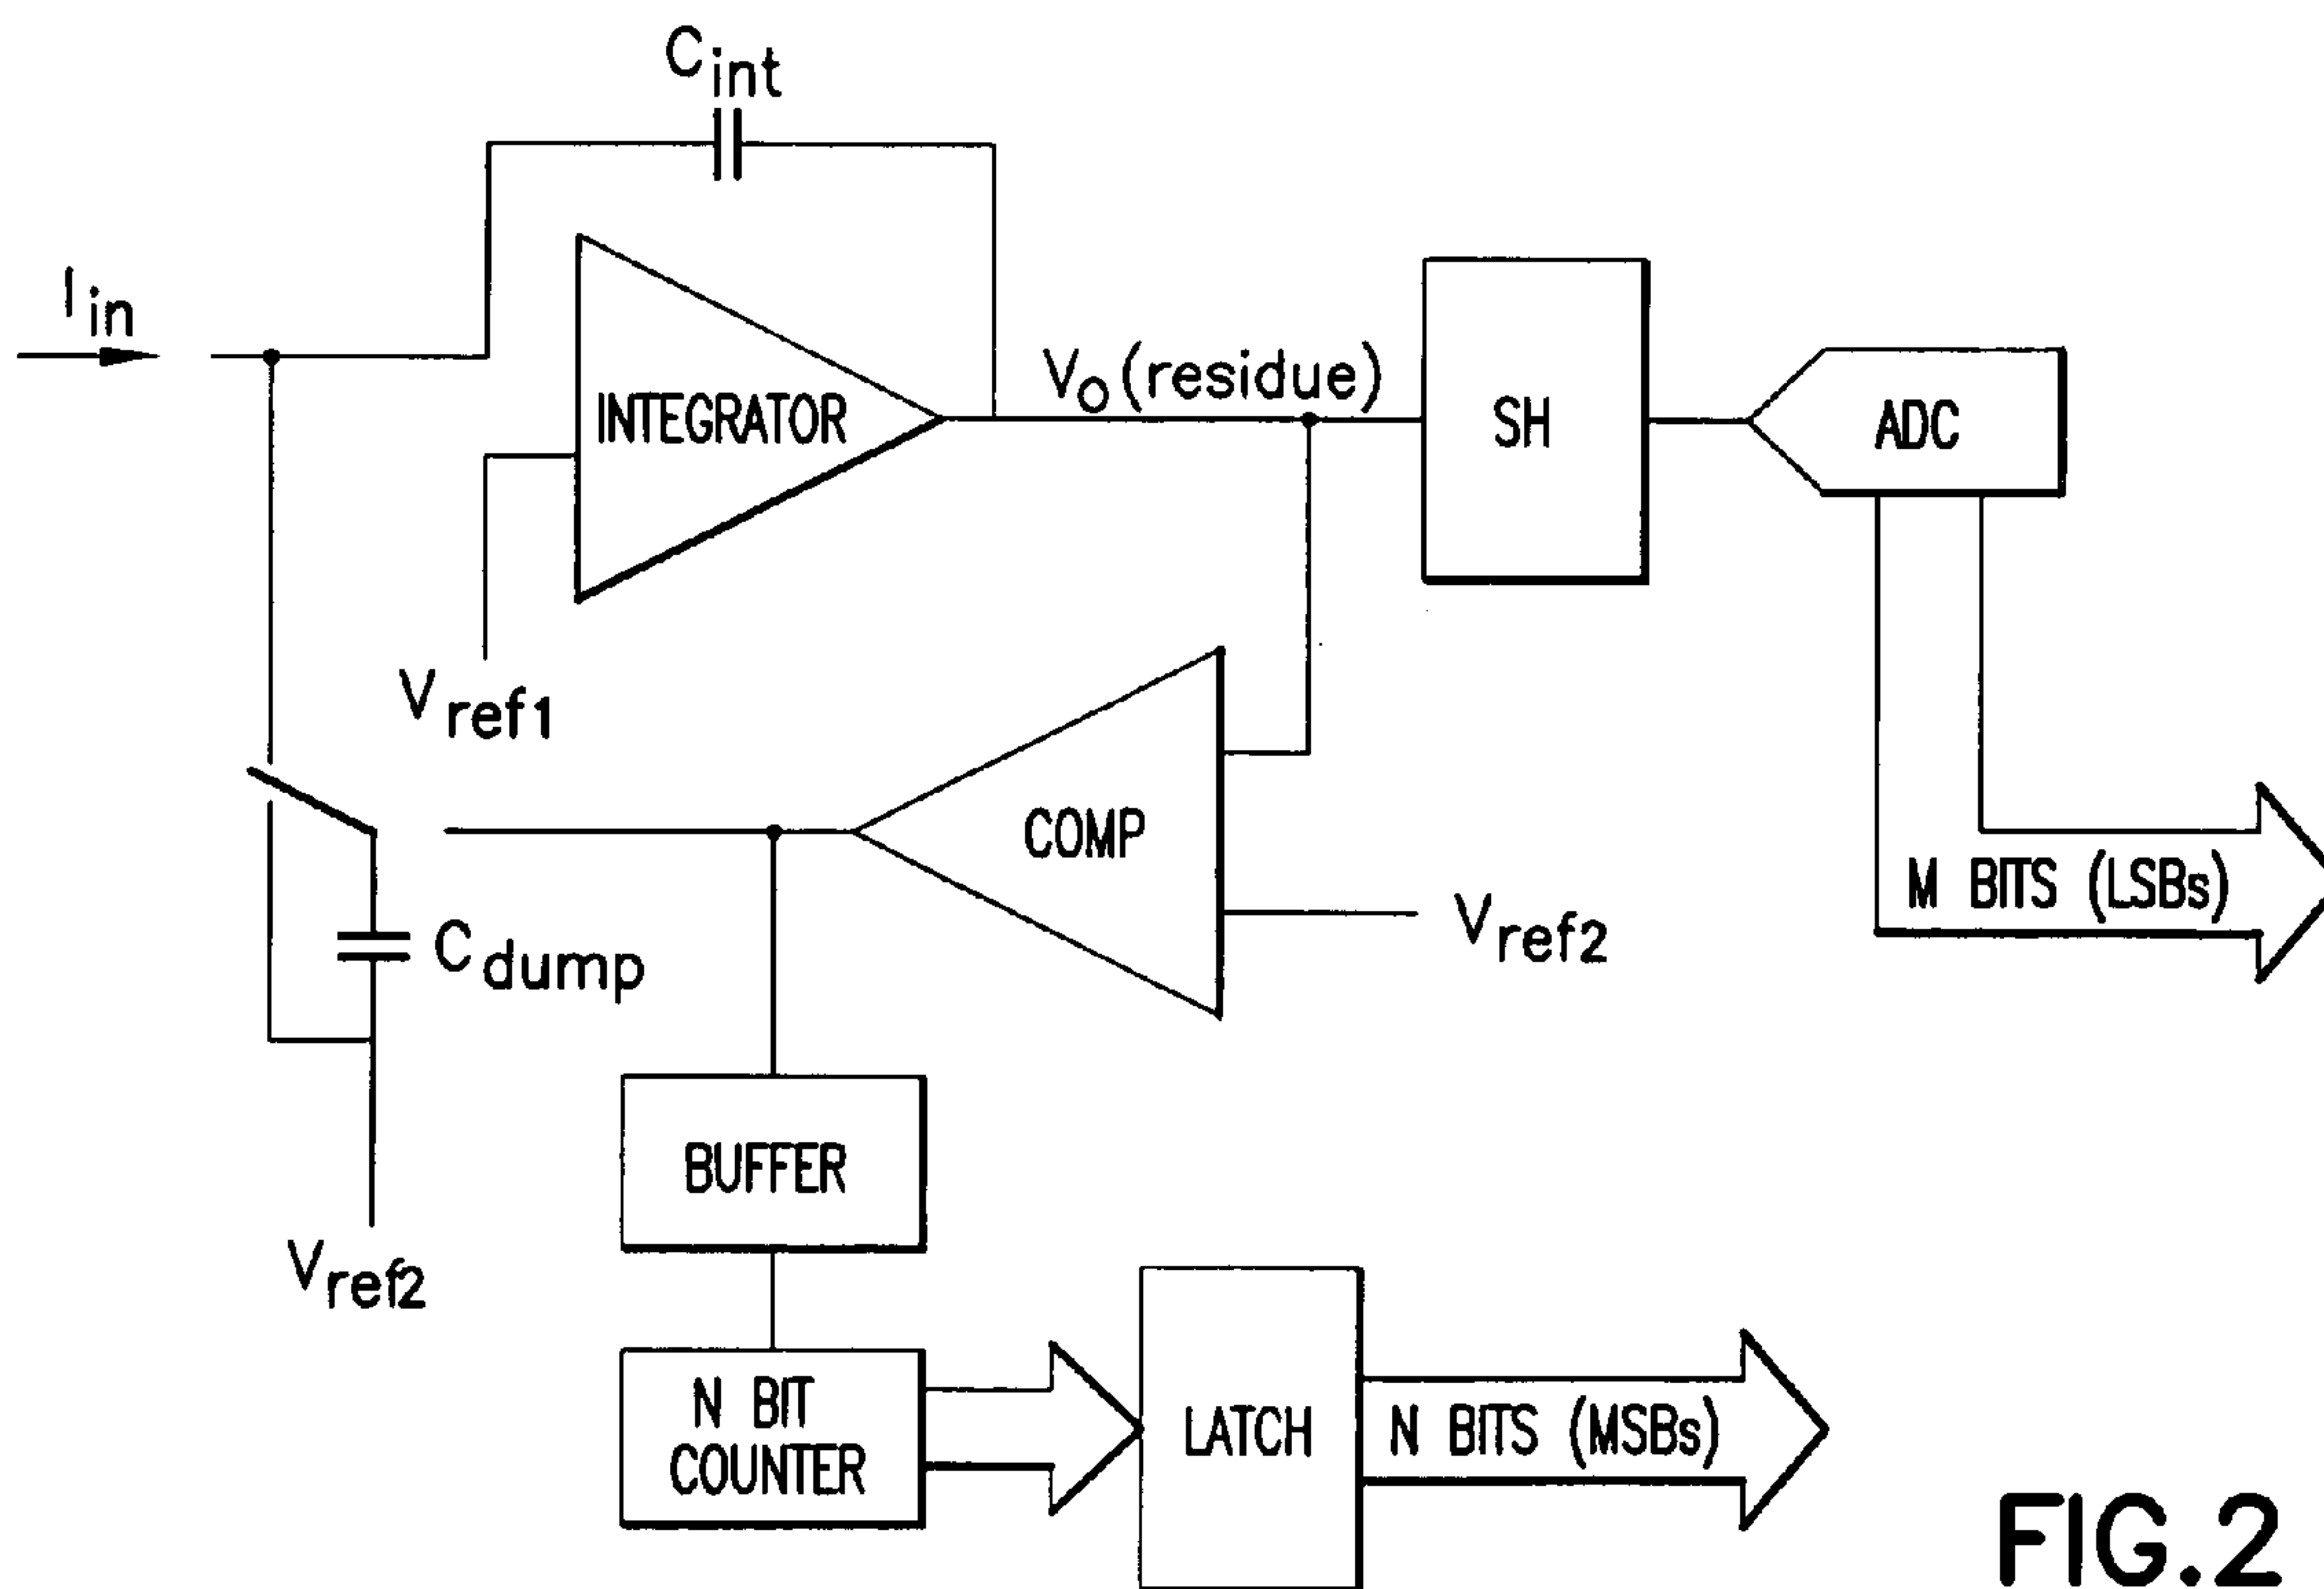 Cint
Iin
INTEGRATOR
Vo (residue)
SH
ADC
Vref1
COMP
M BITS (LSBs)
Vref2
Cdump
BUFFER
Vref2
N BIT
COUNTER
LATCH
N BITS (MSBs)
FIG.2